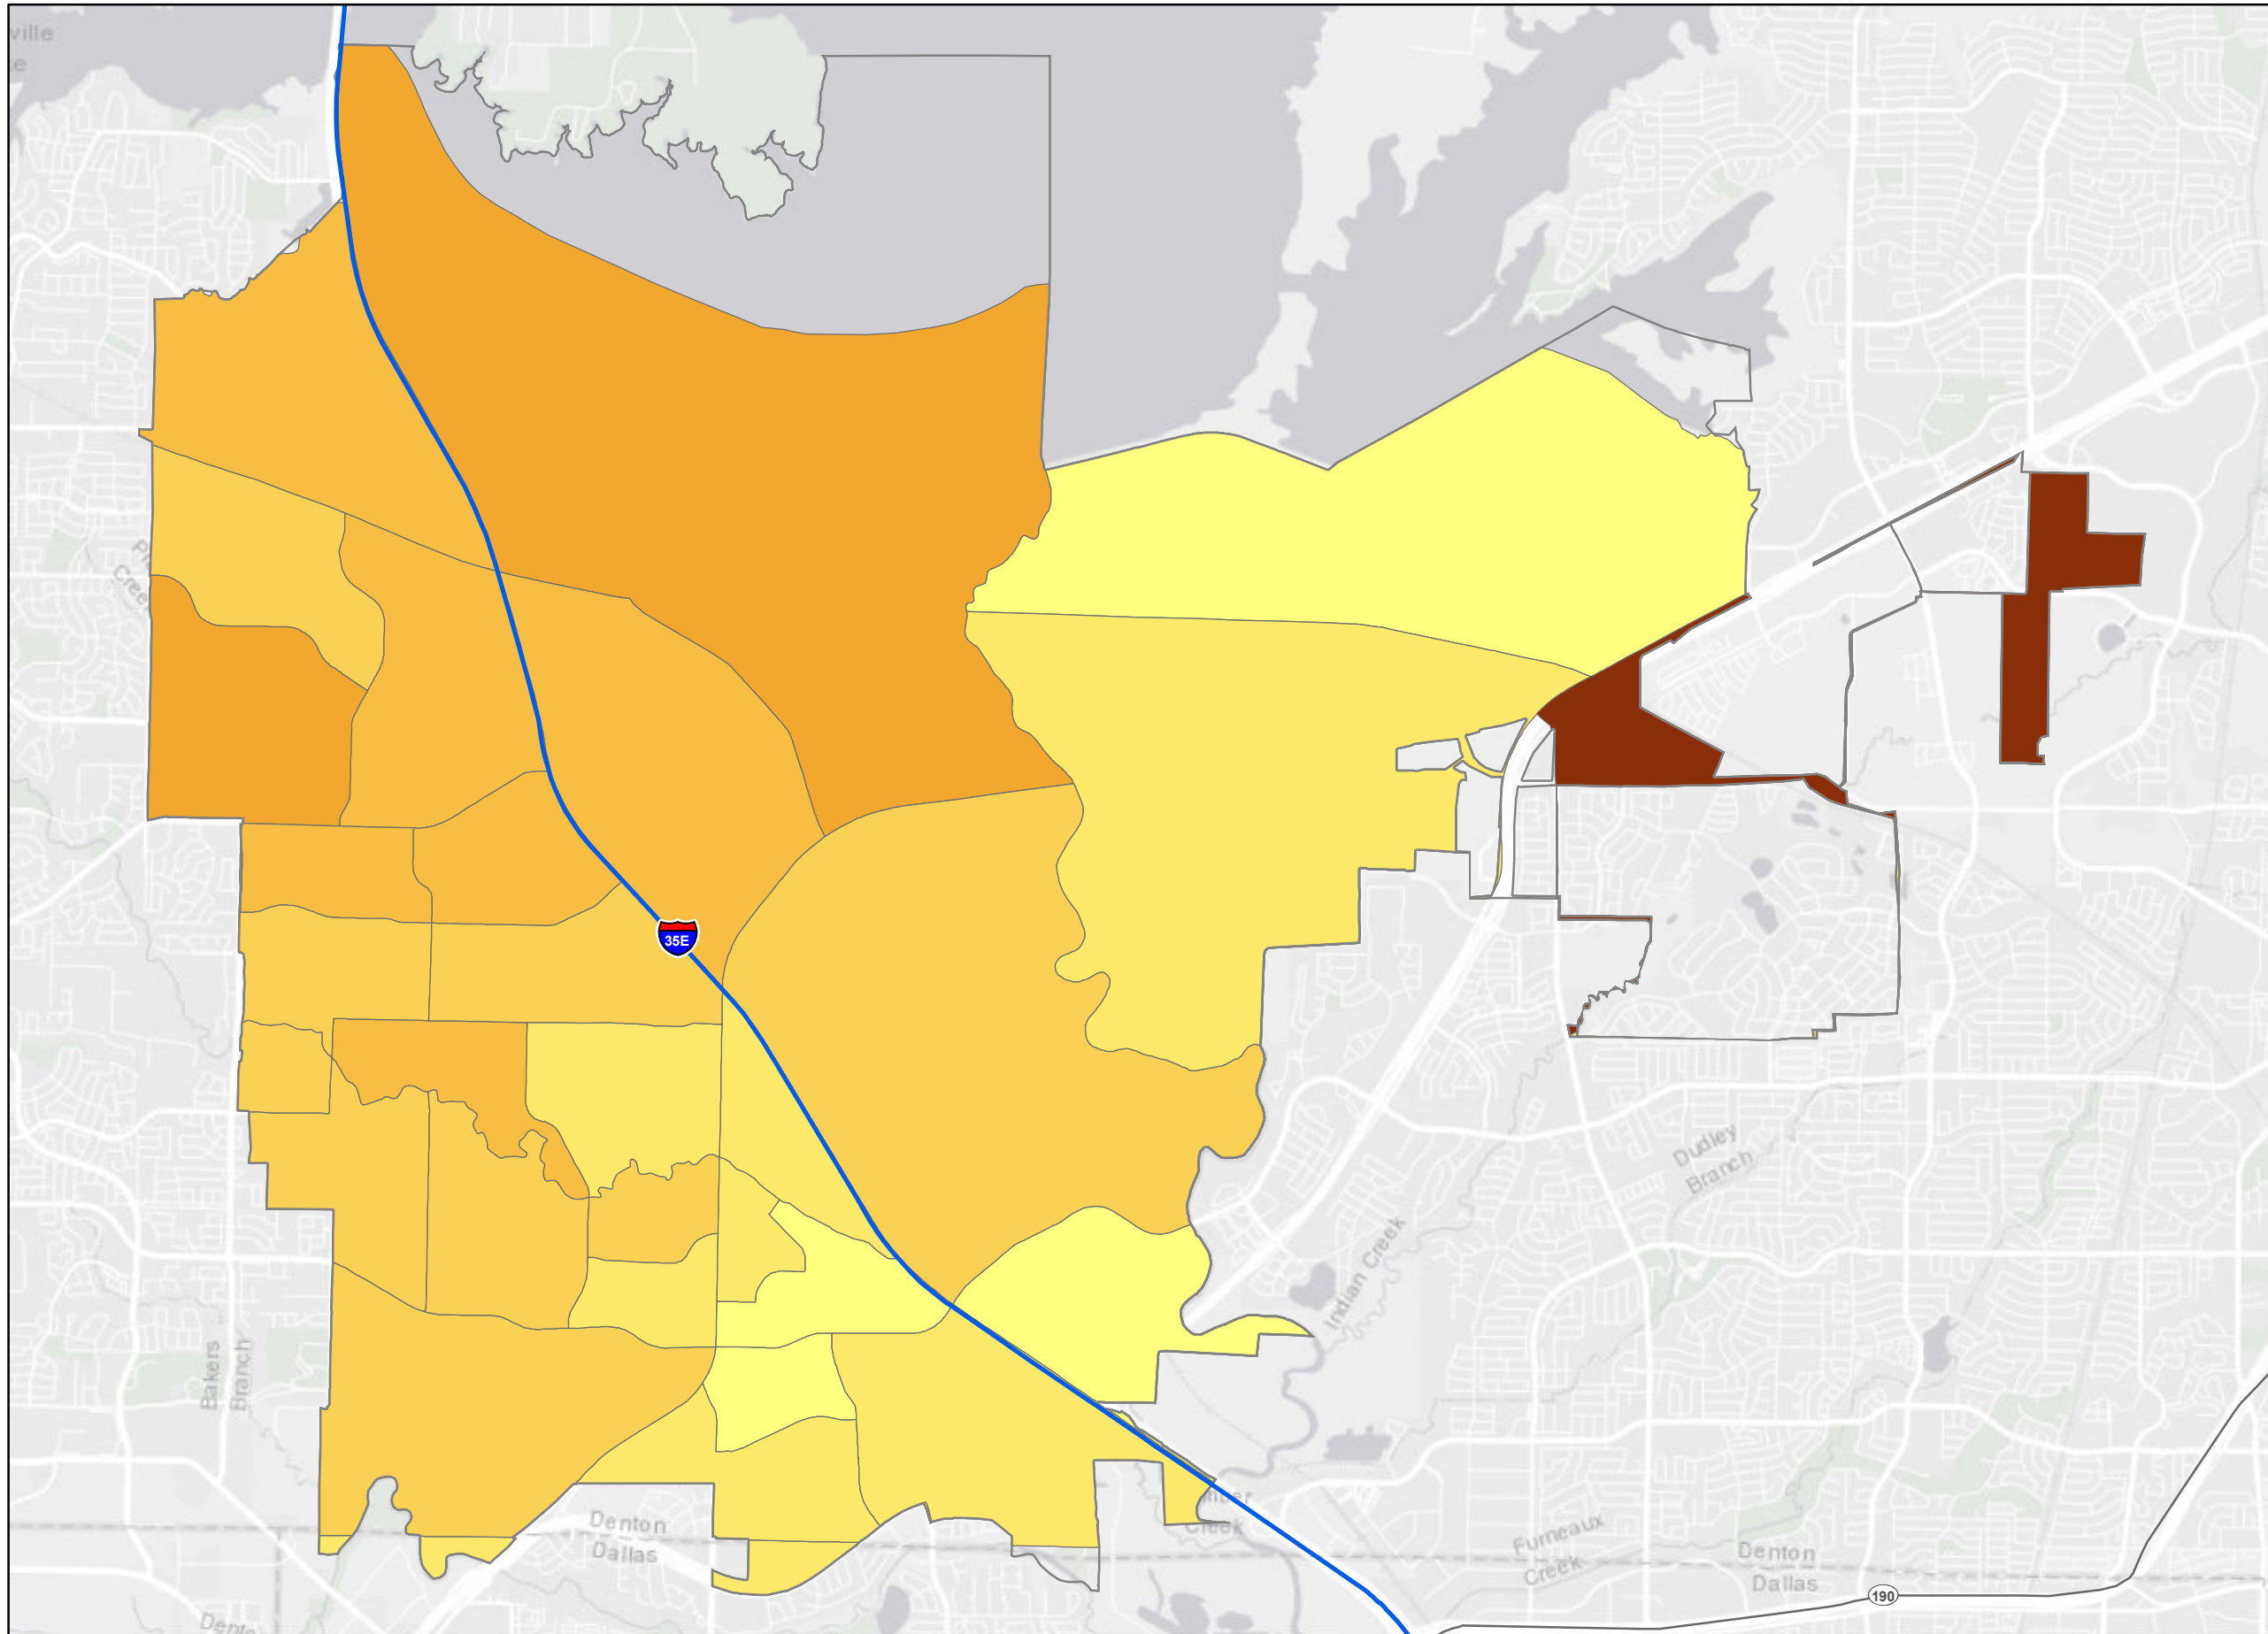 ville
Creek
35E
Dudley
Branch
Indian Creek
Bakers
Branch
Creek
Denton
Dallas
Furneaux
Creek
Denton
Dallas
190